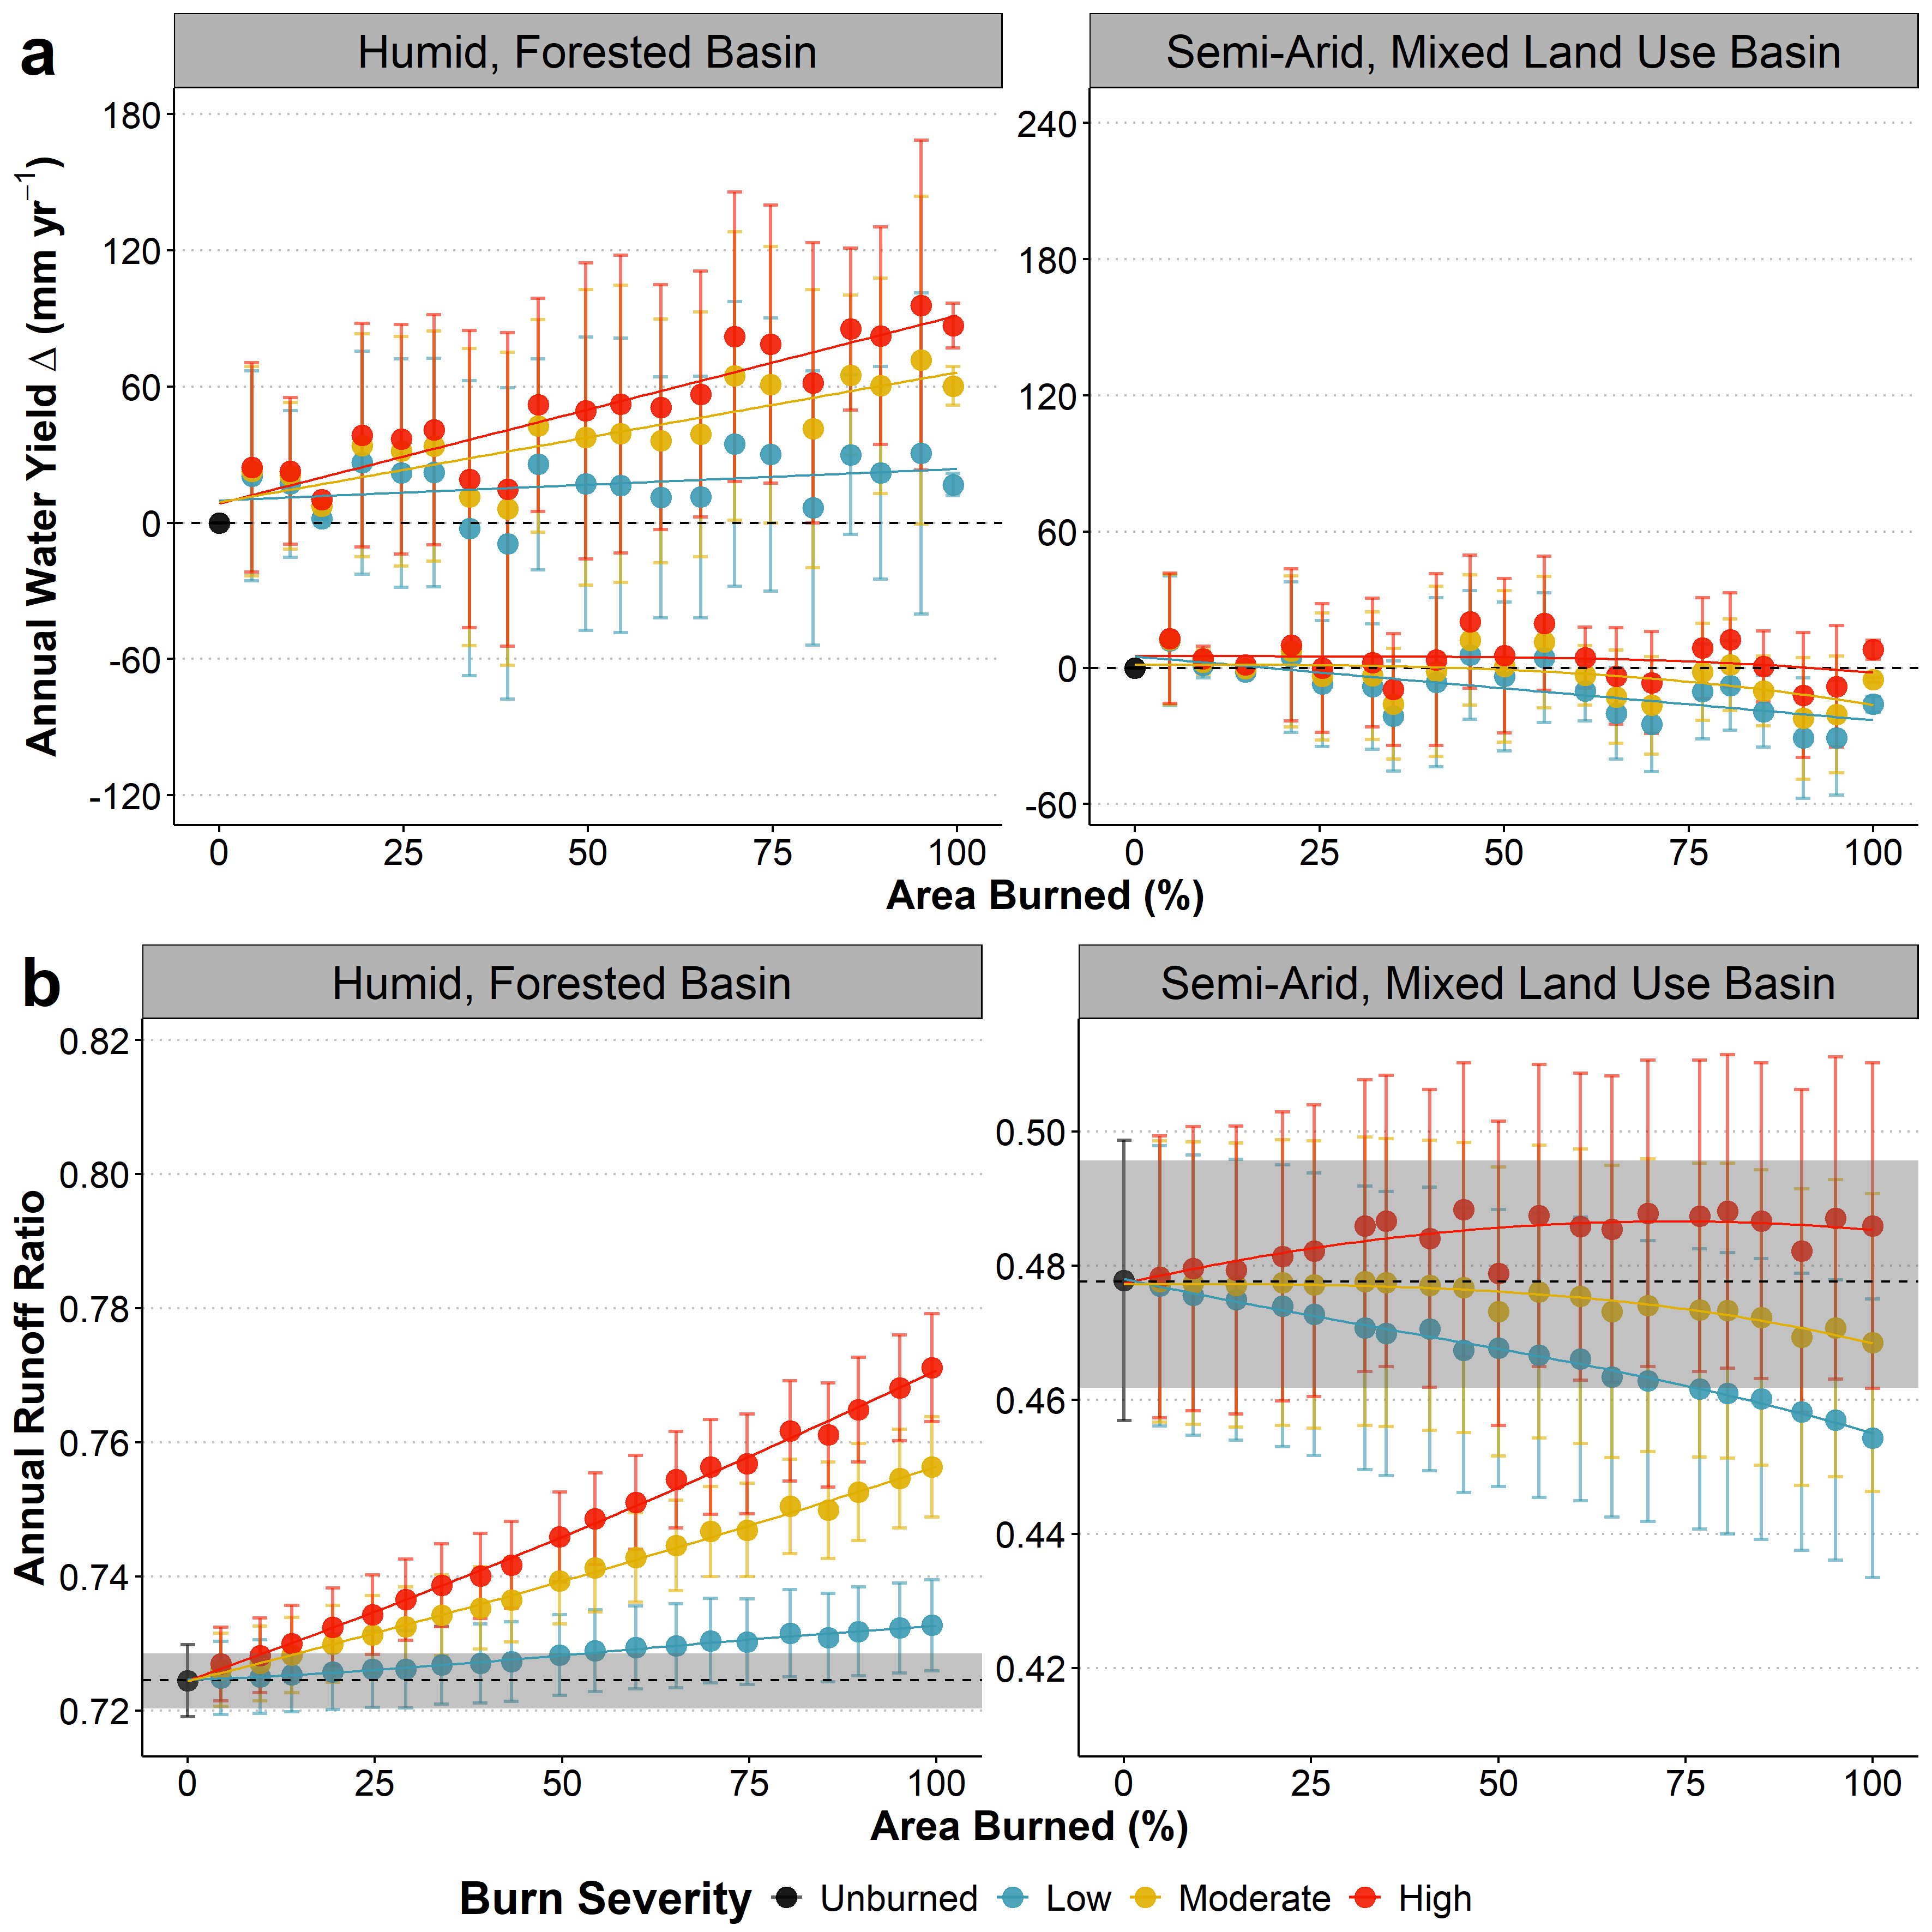 a
Humid, Forested Basin
Semi-Arid, Mixed Land Use Basin
Annual Water Yield Δ (mm yr⁻¹)
180
120
60
0
-60
-120
240
180
120
60
0
-60
0 25 50 75 100
0 25 50 75 100
Area Burned (%)
b
Humid, Forested Basin
Semi-Arid, Mixed Land Use Basin
Annual Runoff Ratio
0.82
0.80
0.78
0.76
0.74
0.72
0.50
0.48
0.46
0.44
0.42
0 25 50 75 100
0 25 50 75 100
Area Burned (%)
Burn Severity Unburned Low Moderate High